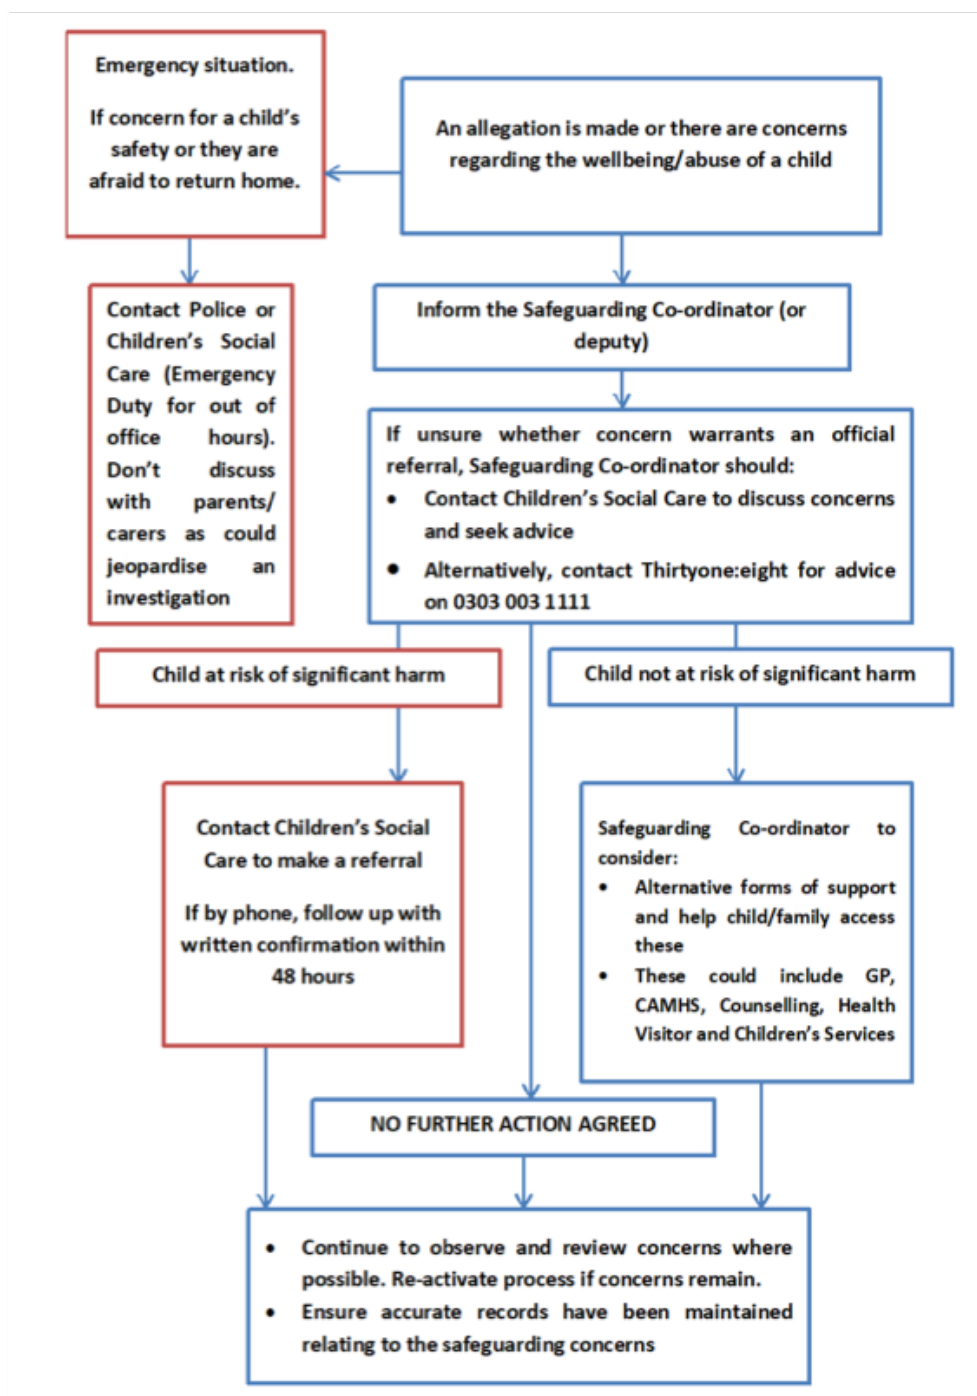 Emergency situation.
If concern for a child's
safety or they are
afraid to return home.
An allegation is made or there are concerns
regarding the wellbeing/abuse of a child
Contact Police or
Children's Social
Care (Emergency
Duty for out of
office hours).
Don't discuss
with parents/
carers as could
jeopardise an
investigation
Inform the Safeguarding Co-ordinator (or
deputy)
If unsure whether concern warrants an official
referral, Safeguarding Co-ordinator should:
• Contact Children's Social Care to discuss concerns
and seek advice
• Alternatively, contact Thirtyone:eight for advice
on 0303 003 1111
Child at risk of significant harm
Child not at risk of significant harm
Contact Children's Social
Care to make a referral
If by phone, follow up with
written confirmation within
48 hours
Safeguarding Co-ordinator to
consider:
• Alternative forms of support
and help child/family access
these
• These could include GP,
CAMHS, Counselling, Health
Visitor and Children's Services
NO FURTHER ACTION AGREED
• Continue to observe and review concerns where
possible. Re-activate process if concerns remain.
• Ensure accurate records have been maintained
relating to the safeguarding concerns